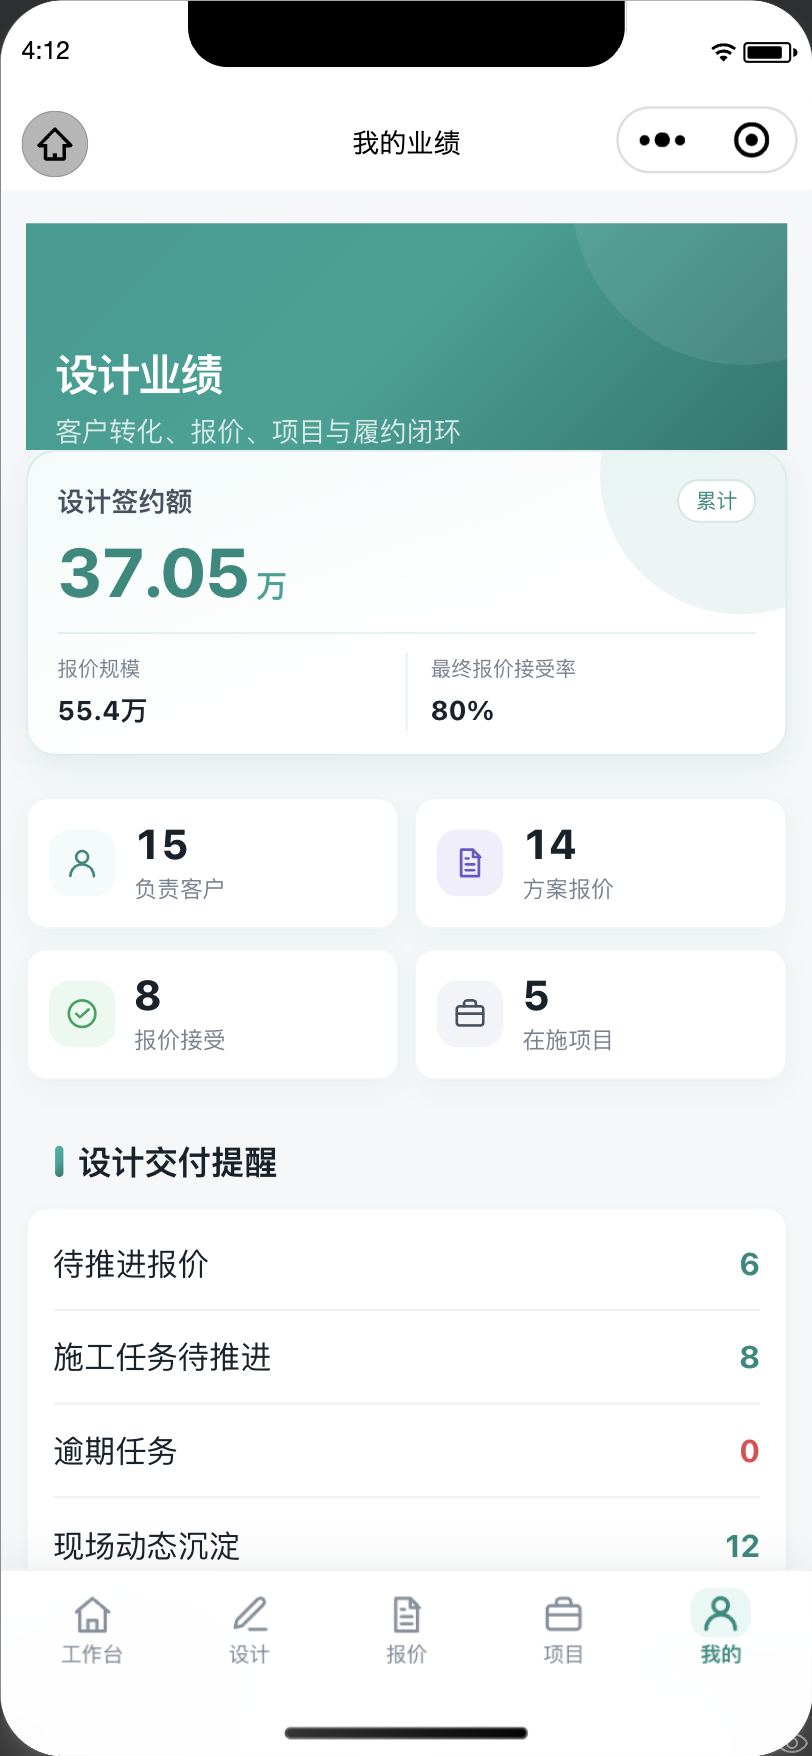 4:12
我的业绩
设计业绩
客户转化、报价、项目与履约闭环
设计签约额
累计
37.05 万
报价规模
最终报价接受率
55.4万
80%
15
负责客户
14
方案报价
8
报价接受
5
在施项目
设计交付提醒
待推进报价 6
施工任务待推进 8
逾期任务 0
现场动态沉淀 12
工作台
设计
报价
项目
我的